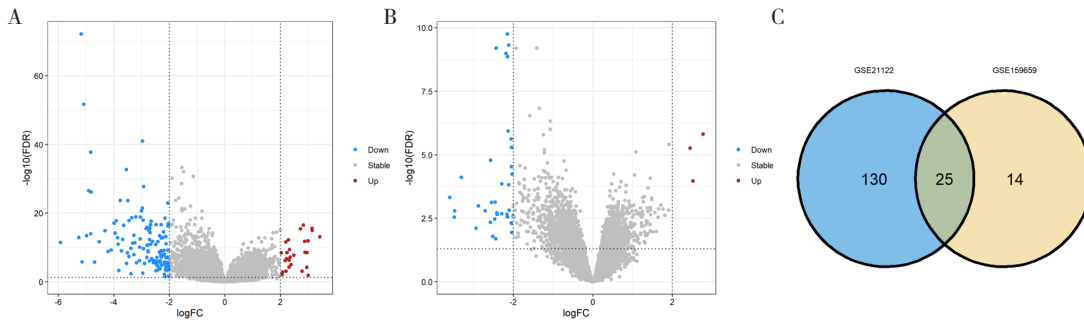 A
-log10(FDR)
60
40
20
0
-6
-4
-2
0
2
logFC
Down
Stable
Up
B
-log10(FDR)
10.0
7.5
5.0
2.5
0.0
-2
0
2
logFC
Down
Stable
Up
C
GSE21122
GSE159659
130
25
14